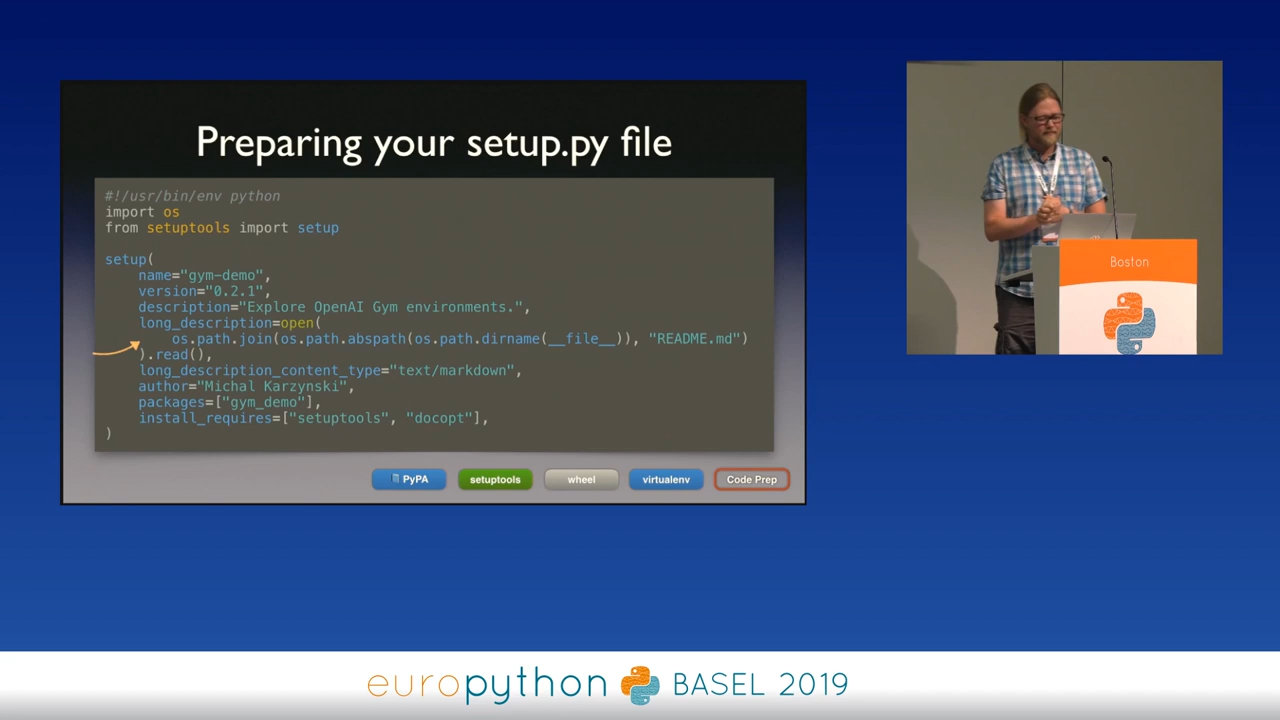 Preparing your setup.py file
#!/usr/bin/env python
import os
from setuptools import setup
setup(
name="gym-demo",
version="0.2.1",
description="Explore OpenAI Gym environments.",
long_description=open(
os.path.join(os.path.abspath(os.path.dirname(__file__)), "README.md")
).read(),
long_description_content_type="text/markdown",
author="Michal Karzynski",
packages=["gym_demo"],
install_requires=["setuptools", "docopt"],
)
PyPA
setuptools
wheel
virtualenv
Code Prep
Boston
europython BASEL 2019